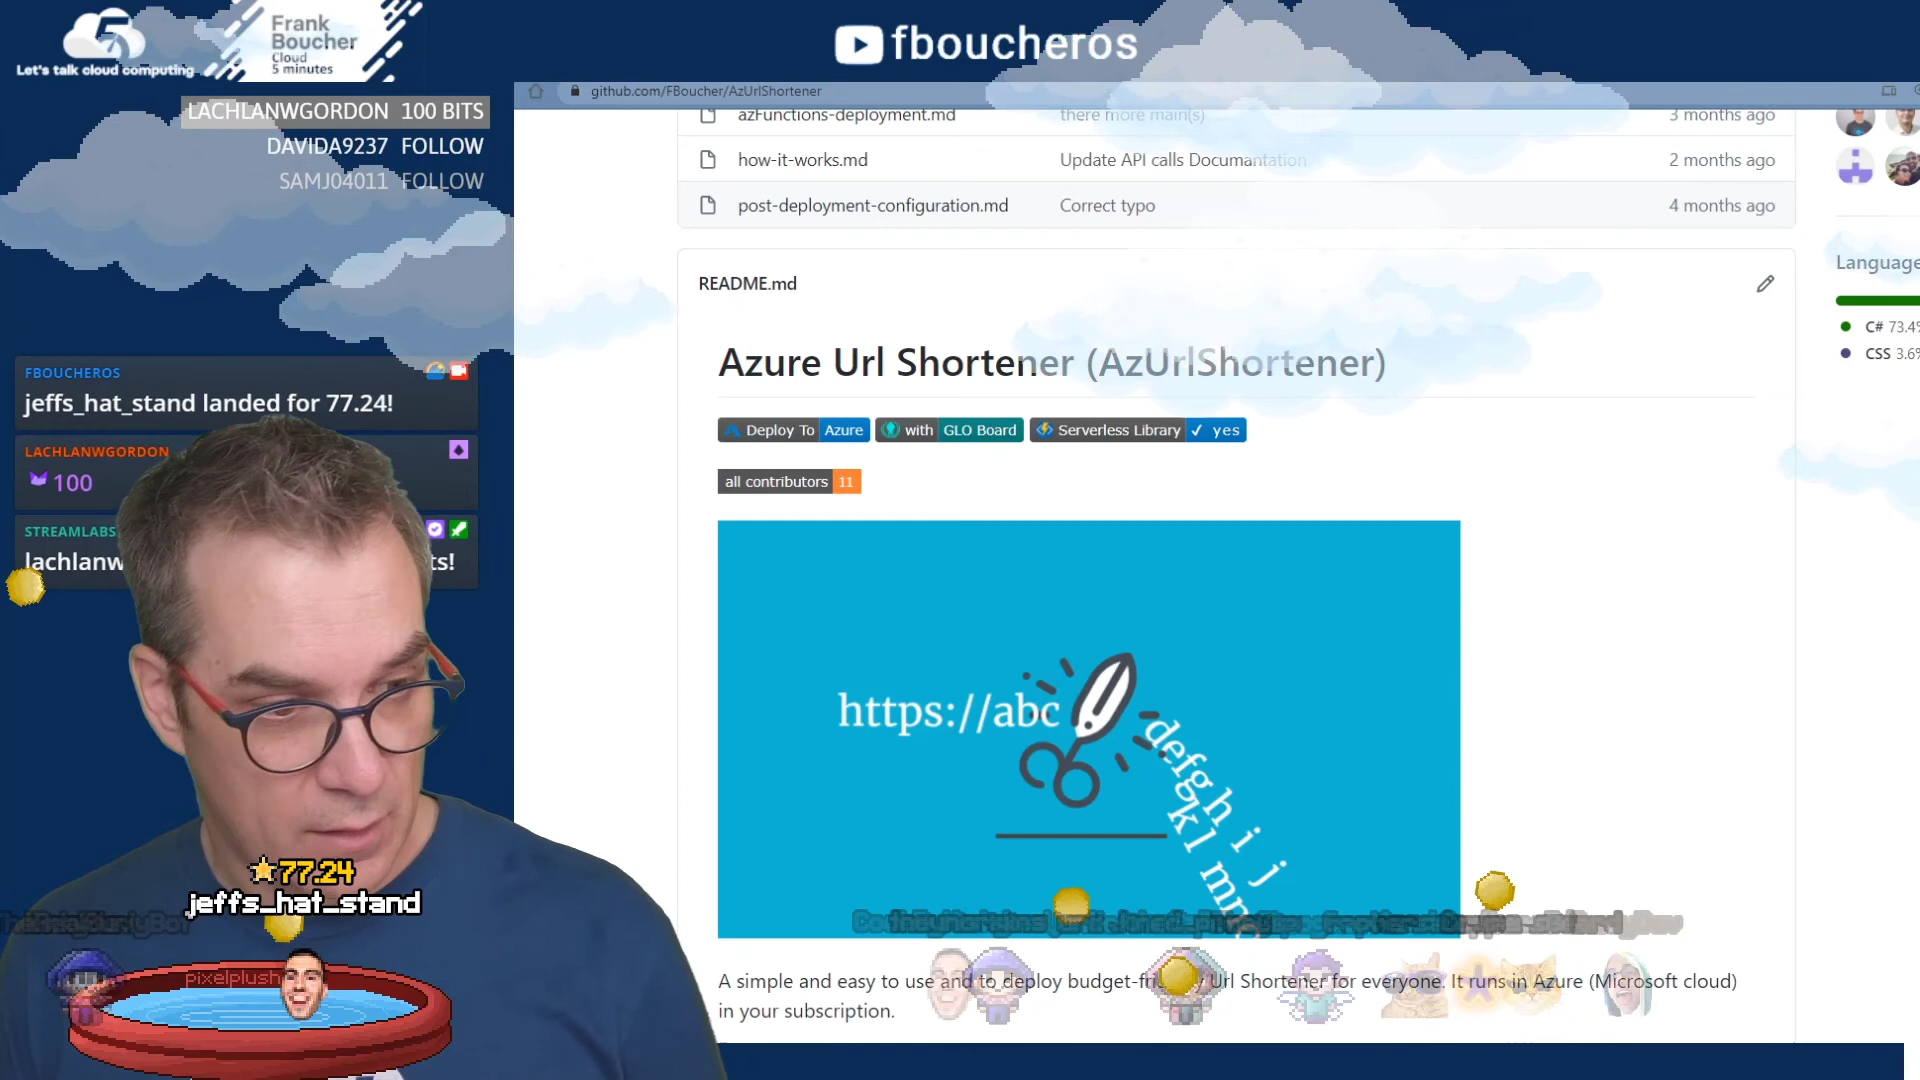 Frank
Boucher
Cloud
5 minutes
Let's talk cloud computing
fboucheros
LACHLANWGORDON 100 BITS
DAVIDA9237 FOLLOW
SAMJ04011 FOLLOW
FBOUCHEROS
jeffs_hat_stand landed for 77.24!
LACHLANWGORDON
100
STREAMLABS
lachlanw
ts!
77.24
jeffs_hat_stand
pixelplush
github.com/FBoucher/AzUrlShortener
azFunctions-deployment.md there more main(s) 3 months ago
how-it-works.md Update API calls Documantation 2 months ago
post-deployment-configuration.md Correct typo 4 months ago
README.md
Azure Url Shortener (AzUrlShortener)
Deploy To Azure with GLO Board Serverless Library ✓ yes
all contributors 11
https://abc
defgh i j
kl mn
A simple and easy to use and to deploy budget-fri Url Shortener for everyone. It runs in Azure (Microsoft cloud)
in your subscription.
Language
C# 73.4%
CSS 3.6%